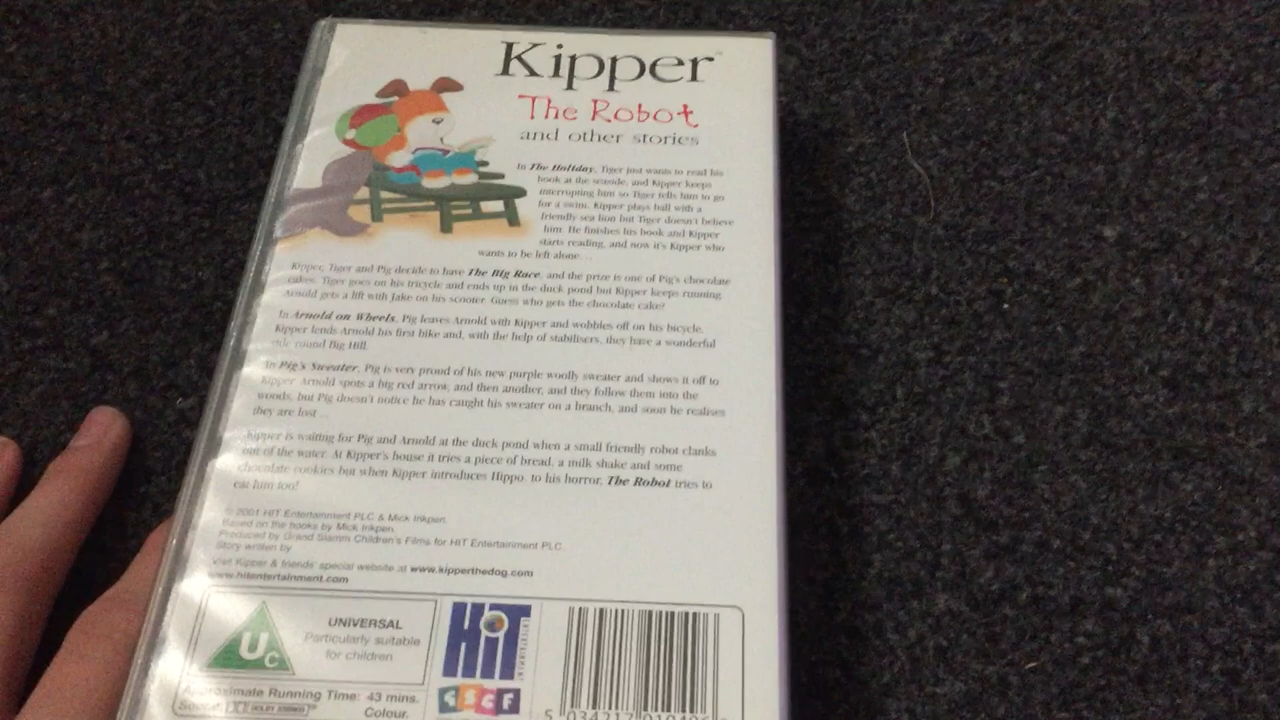 Kipper™
The Robot
and other stories
In The Holiday, Tiger just wants to read his
book at the seaside, and Kipper keeps
interrupting him so Tiger tells him to go
for a swim. Kipper plays ball with a
friendly sea lion but Tiger doesn't believe
him. He finishes his book and Kipper
starts reading, and now it's Kipper who
wants to be left alone...
Kipper, Tiger and Pig decide to have The Big Race, and the prize is one of Pig's chocolate
cakes. Tiger goes on his tricycle and ends up in the duck pond but Kipper keeps running.
Arnold gets a lift with Jake on his scooter. Guess who gets the chocolate cake?
In Arnold on Wheels, Pig leaves Arnold with Kipper and wobbles off on his bicycle.
Kipper lends Arnold his first bike and, with the help of stabilisers, they have a wonderful
ride round Big Hill.
In Pig's Sweater, Pig is very proud of his new purple woolly sweater and shows it off to
Kipper. Arnold spots a big red arrow, and then another, and they follow them into the
woods, but Pig doesn't notice he has caught his sweater on a branch, and soon he realises
they are lost...
Kipper is waiting for Pig and Arnold at the duck pond when a small friendly robot clanks
out of the water. At Kipper's house it tries a piece of bread, a milk shake and some
chocolate cookies but when Kipper introduces Hippo, to his horror, The Robot tries to
eat him too!
© 2001 HIT Entertainment PLC & Mick Inkpen.
Based on the books by Mick Inkpen.
Produced by Grand Slamm Children's Films for HIT Entertainment PLC.
Story written by
Visit Kipper & friends' special website at www.kipperthedog.com
www.hitentertainment.com
Uc
UNIVERSAL
Particularly suitable
for children
HiT
ENTERTAINMENT
Approximate Running Time: 43 mins.
Colour.
DOLBY SURROUND
5 034217 010496